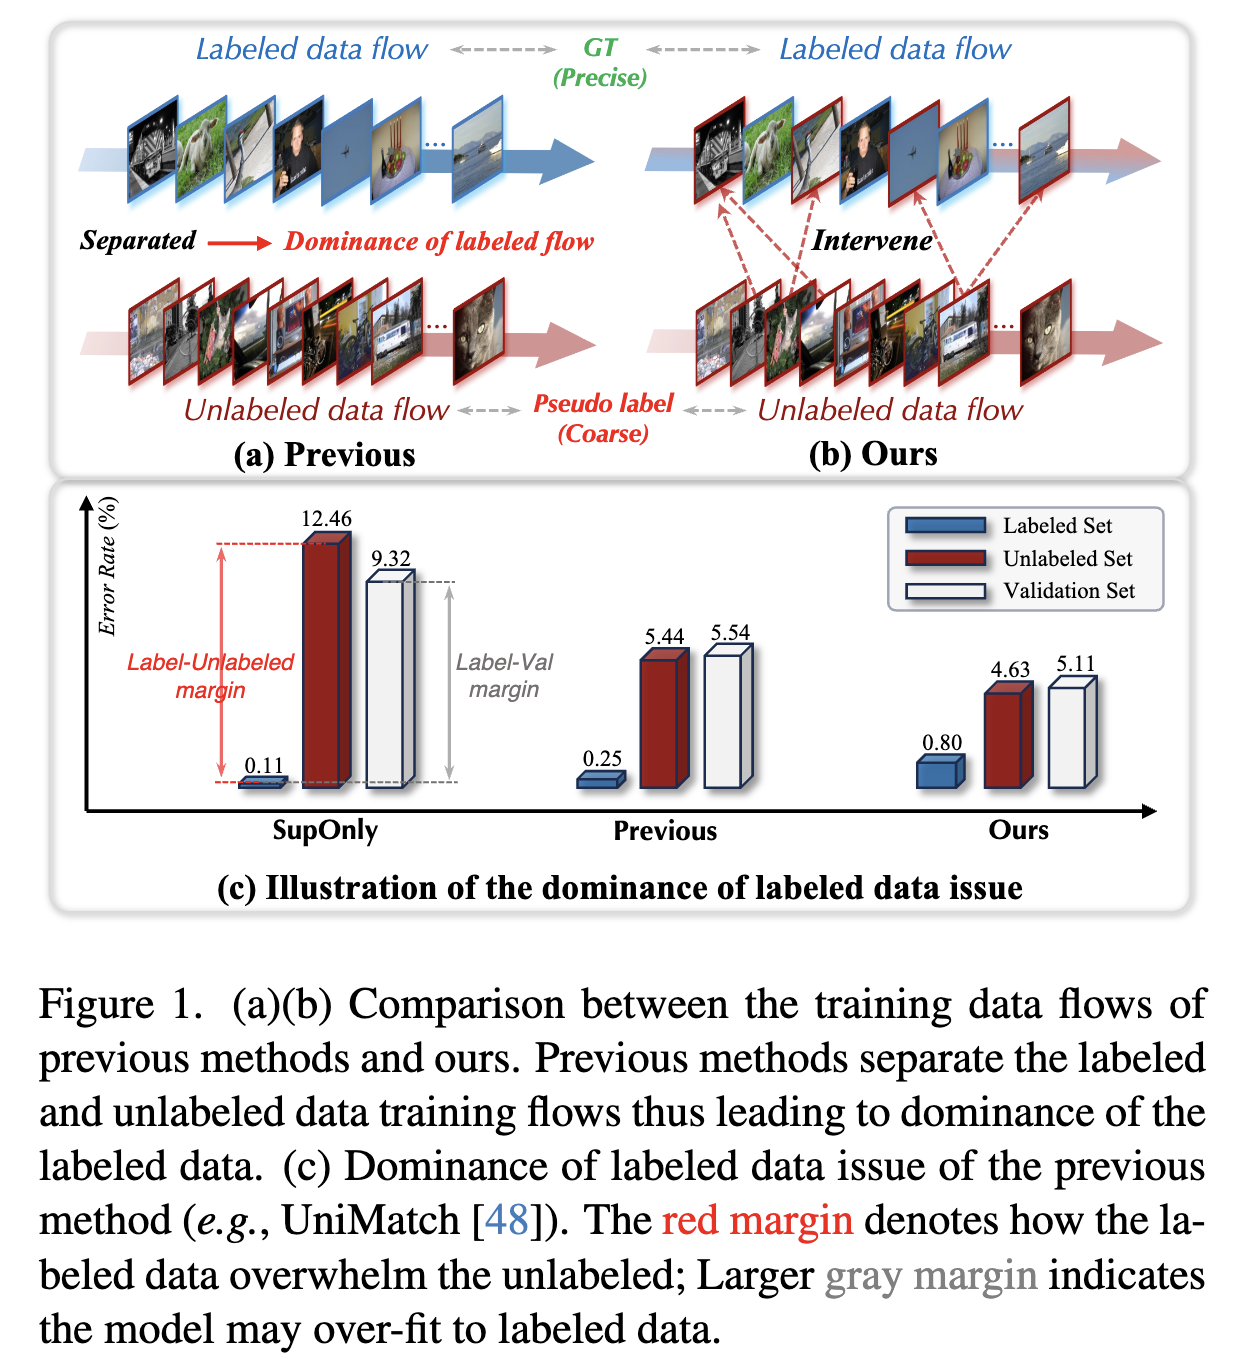 Labeled data flow
GT
(Precise)
Labeled data flow
...
...
Separated
Dominance of labeled flow
Intervene
...
...
Unlabeled data flow
Pseudo label
(Coarse)
Unlabeled data flow
(a) Previous
(b) Ours
Error Rate (%)
12.46
9.32
Label-Unlabeled
margin
Label-Val
margin
0.11
5.44
5.54
0.25
4.63
5.11
0.80
Labeled Set
Unlabeled Set
Validation Set
SupOnly
Previous
Ours
(c) Illustration of the dominance of labeled data issue
Figure 1. (a)(b) Comparison between the training data flows of
previous methods and ours. Previous methods separate the labeled
and unlabeled data training flows thus leading to dominance of the
labeled data. (c) Dominance of labeled data issue of the previous
method (e.g., UniMatch [48]). The red margin denotes how the la-
beled data overwhelm the unlabeled; Larger gray margin indicates
the model may over-fit to labeled data.